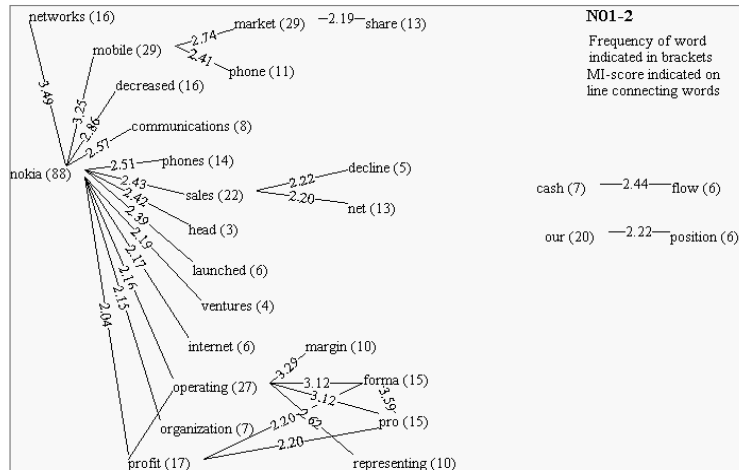 networks (16)
N01-2
Frequency of word
indicated in brackets
MI-score indicated on
line connecting words
market (29)
2.19
share (13)
2.74
mobile (29)
2.41
phone (11)
decreased (16)
3.49
3.25
2.86
communications (8)
2.57
phones (14)
2.51
nokia (88)
2.43
sales (22)
2.22
decline (5)
2.20
net (13)
cash (7)
2.44
flow (6)
2.42
head (3)
our (20)
2.22
position (6)
2.39
launched (6)
2.19
ventures (4)
2.17
internet (6)
2.16
2.15
2.04
margin (10)
3.29
operating (27)
3.12
forma (15)
3.12
3.59
pro (15)
2.62
organization (7)
2.20
2.20
profit (17)
representing (10)